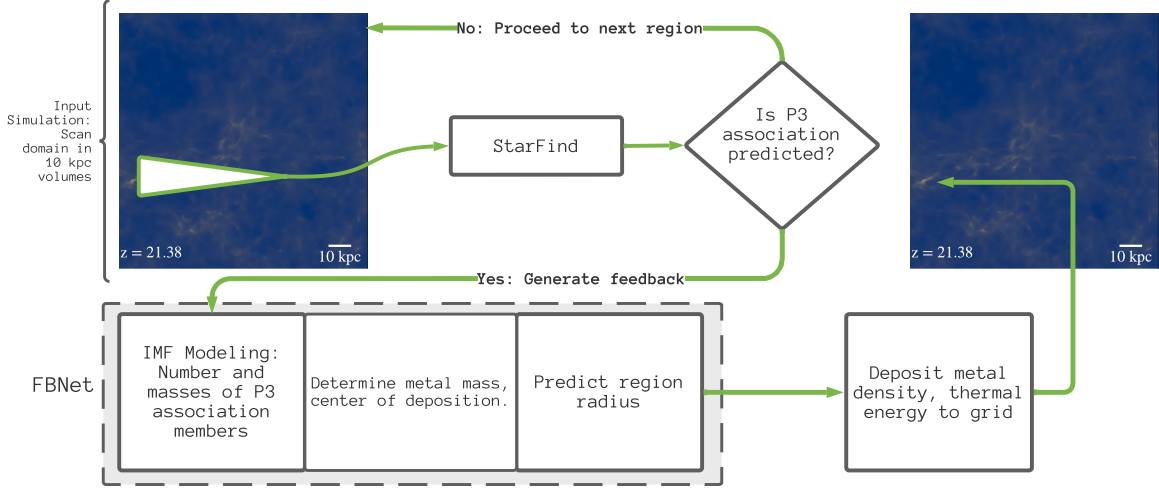 Input
Simulation:
Scan
domain in
10 kpc
volumes
z = 21.38
10 kpc
No: Proceed to next region
StarFind
Is P3
association
predicted?
z = 21.38
10 kpc
Yes: Generate feedback
FBNet
IMF Modeling:
Number and
masses of P3
association
members
Determine metal mass,
center of deposition.
Predict region
radius
Deposit metal
density, thermal
energy to grid